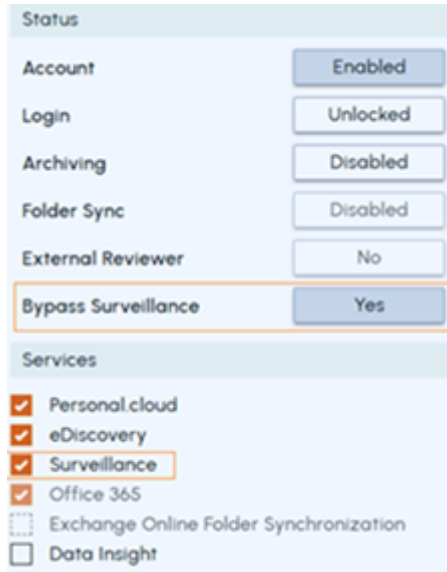 Status
Account Enabled
Login Unlocked
Archiving Disabled
Folder Sync Disabled
External Reviewer No
Bypass Surveillance Yes
Services
Personal.cloud
eDiscovery
Surveillance
Office 365
Exchange Online Folder Synchronization
Data Insight